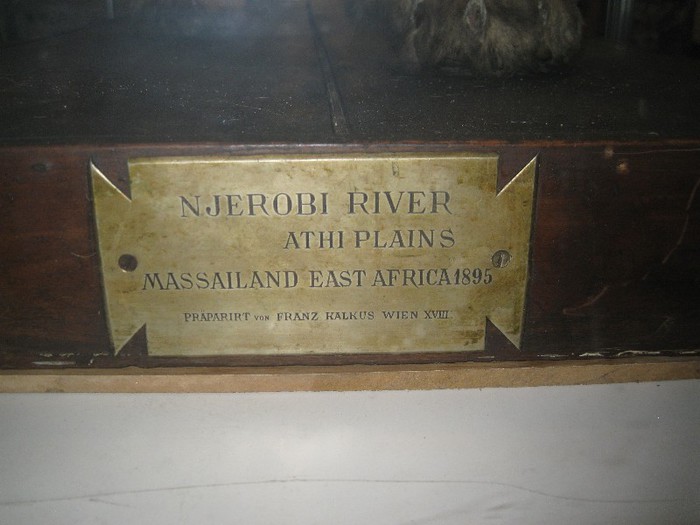 NJEROBI RIVER
ATHI PLAINS
MASSAILAND EAST AFRICA 1895
PRÄPARIRT VON FRANZ KALKUS WIEN XVIII.